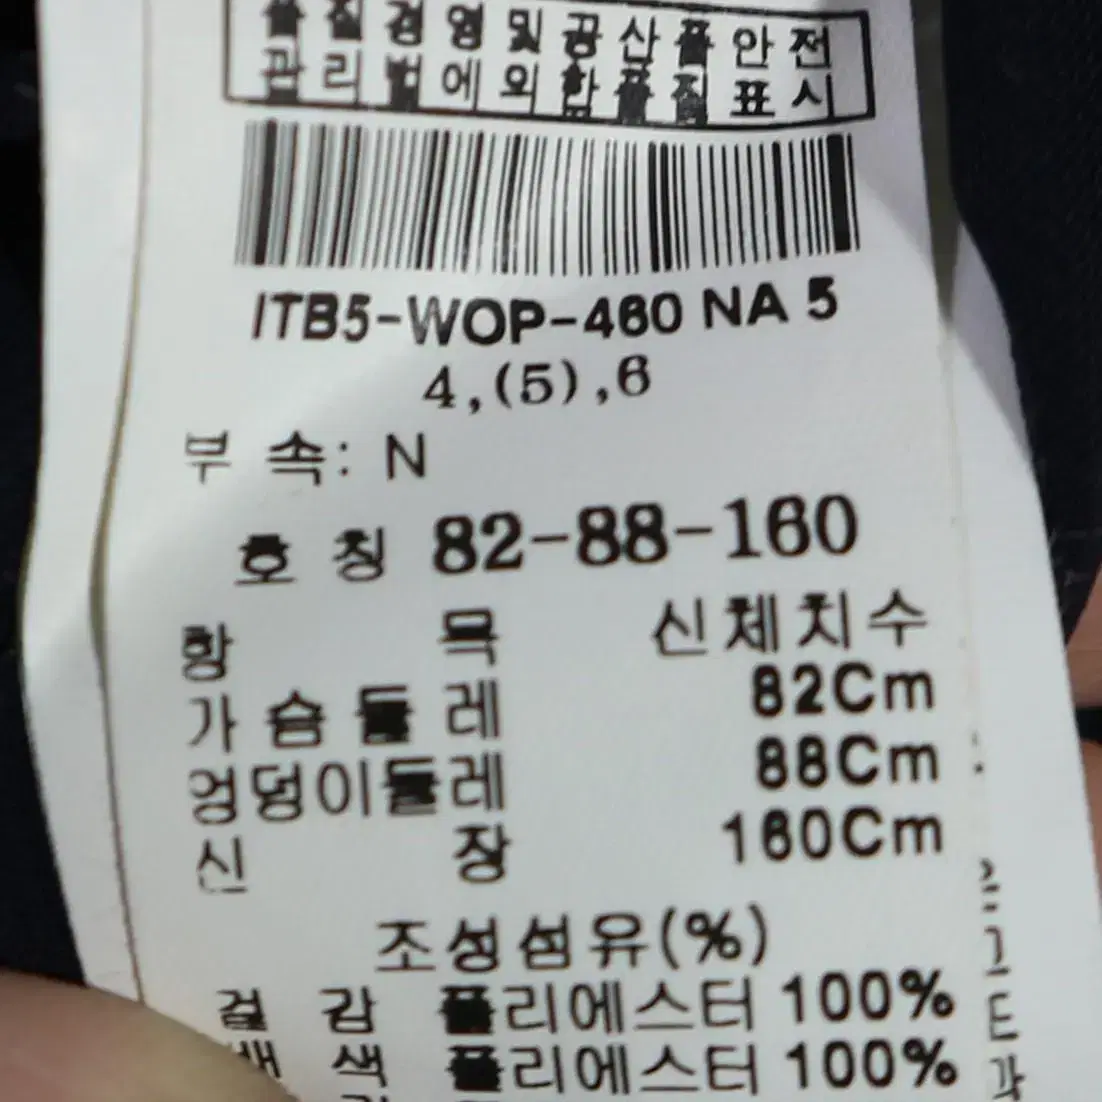 품질경영및공산품안전
관리법에의한품질표시
ITB5-WOP-460 NA 5
4,(5),6
부 속: N
호 칭 82-88-160
항 목 신체치수
가슴둘레 82Cm
엉덩이둘레 88Cm
신 장 160Cm
조성섬유(%)
겉 감 폴리에스터 100%
배 색 폴리에스터 100%